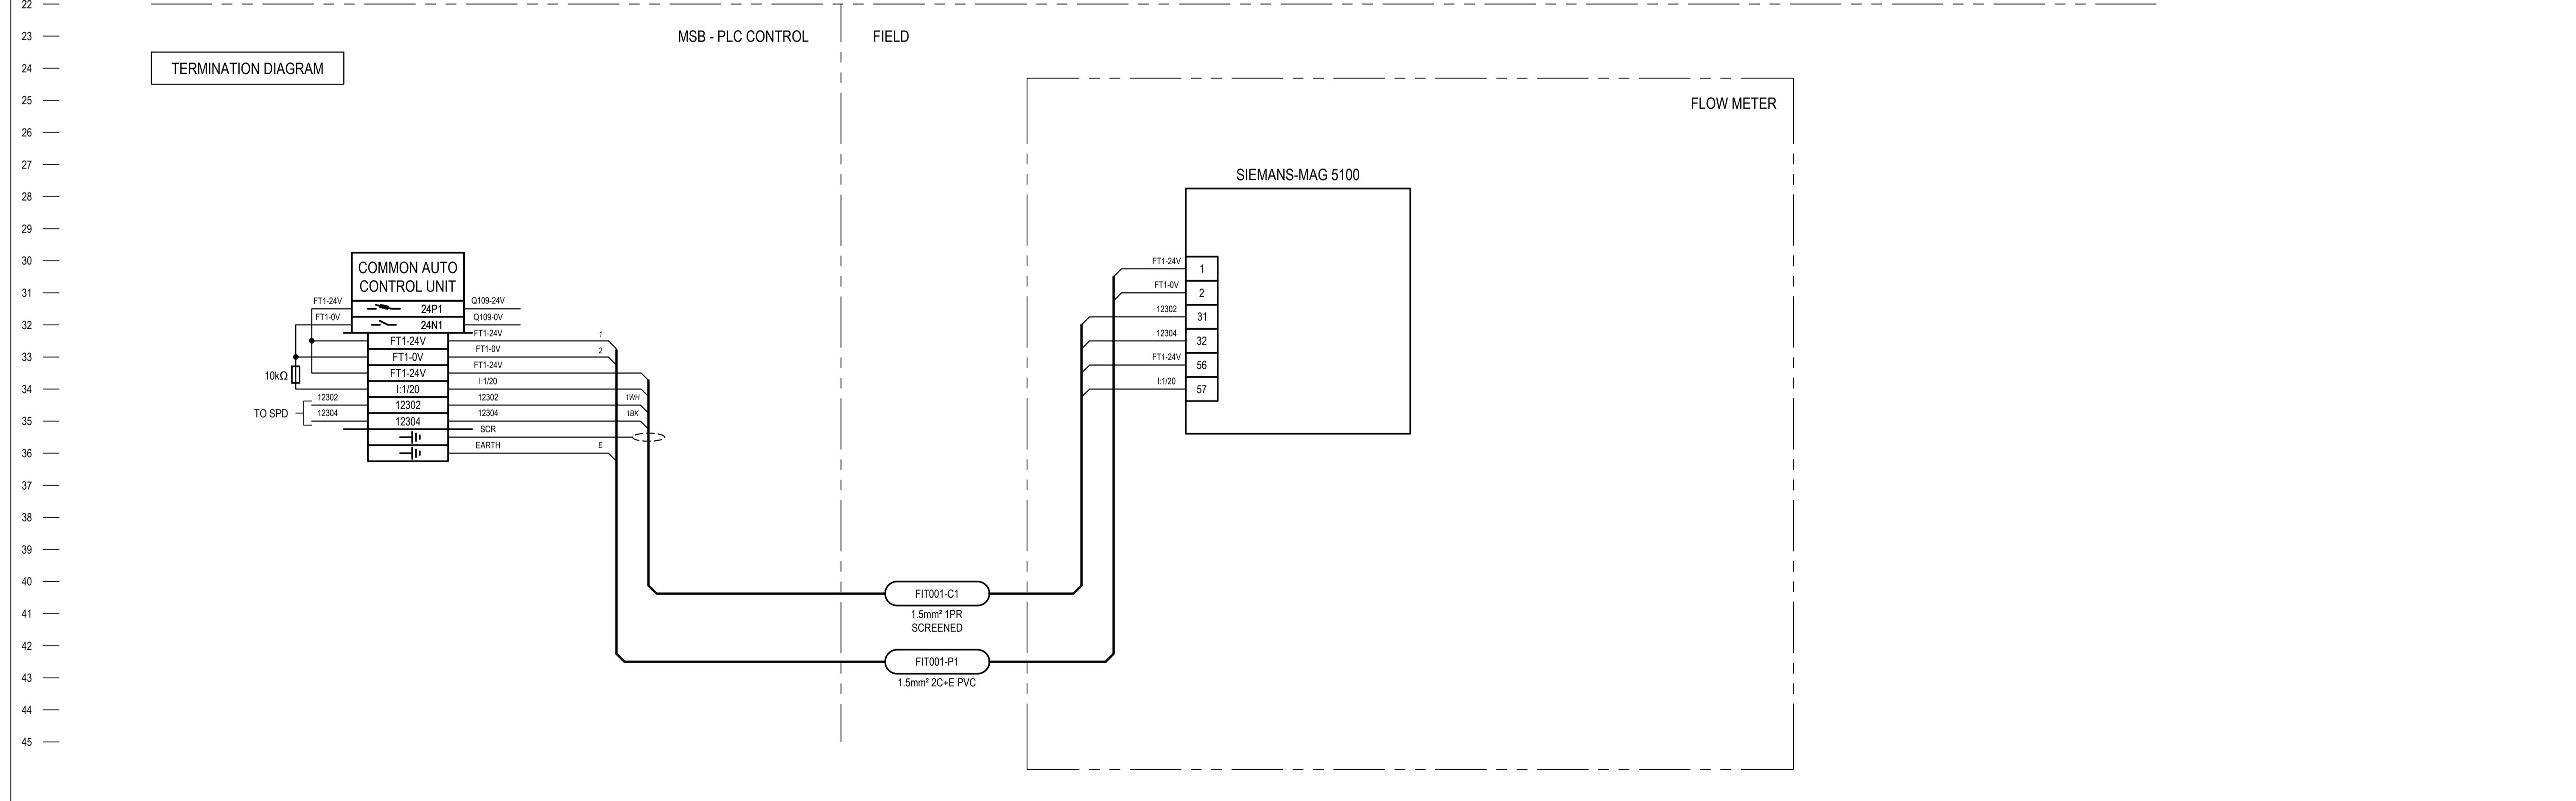 22
23
24
25
26
27
28
29
30
31
32
33
34
35
36
37
38
39
40
41
42
43
44
45
MSB - PLC CONTROL
FIELD
TERMINATION DIAGRAM
FLOW METER
SIEMANS-MAG 5100
COMMON AUTO
CONTROL UNIT
FT1-24V
24P1
Q109-24V
FT1-0V
24N1
Q109-0V
FT1-24V
FT1-24V
1
FT1-0V
FT1-0V
2
FT1-24V
FT1-24V
10kΩ
I:1/20
I:1/20
TO SPD
12302
12302
12302
1WH
12304
12304
12304
1BK
SCR
EARTH
E
FT1-24V
1
FT1-0V
2
12302
31
12304
32
FT1-24V
56
I:1/20
57
FIT001-C1
1.5mm² 1PR
SCREENED
FIT001-P1
1.5mm² 2C+E PVC